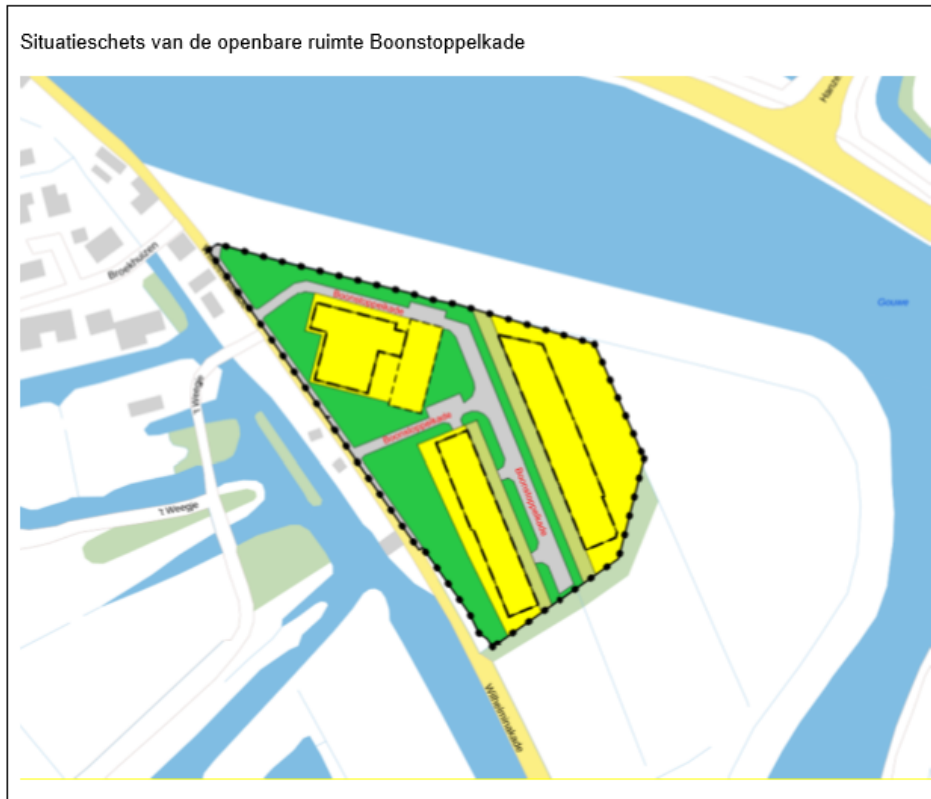 Situatieschets van de openbare ruimte Boonstoppelkade
Broekhuizen
Boonstoppelkade
Gouwe
't Weegje
Boonstoppelkade
Boonstoppelkade
't Weegje
Wilhelminakade